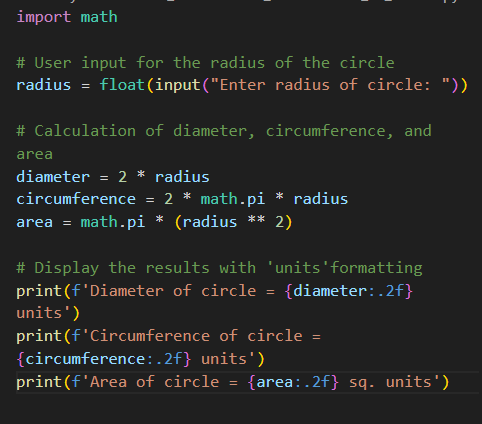 import math
# User input for the radius of the circle
radius = float(input("Enter radius of circle: "))
# Calculation of diameter, circumference, and
area
diameter = 2 * radius
circumference = 2 * math.pi * radius
area = math.pi * (radius ** 2)
# Display the results with 'units'formatting
print(f'Diameter of circle = {diameter:.2f}
units')
print(f'Circumference of circle =
{circumference:.2f} units')
print(f'Area of circle = {area:.2f} sq. units')